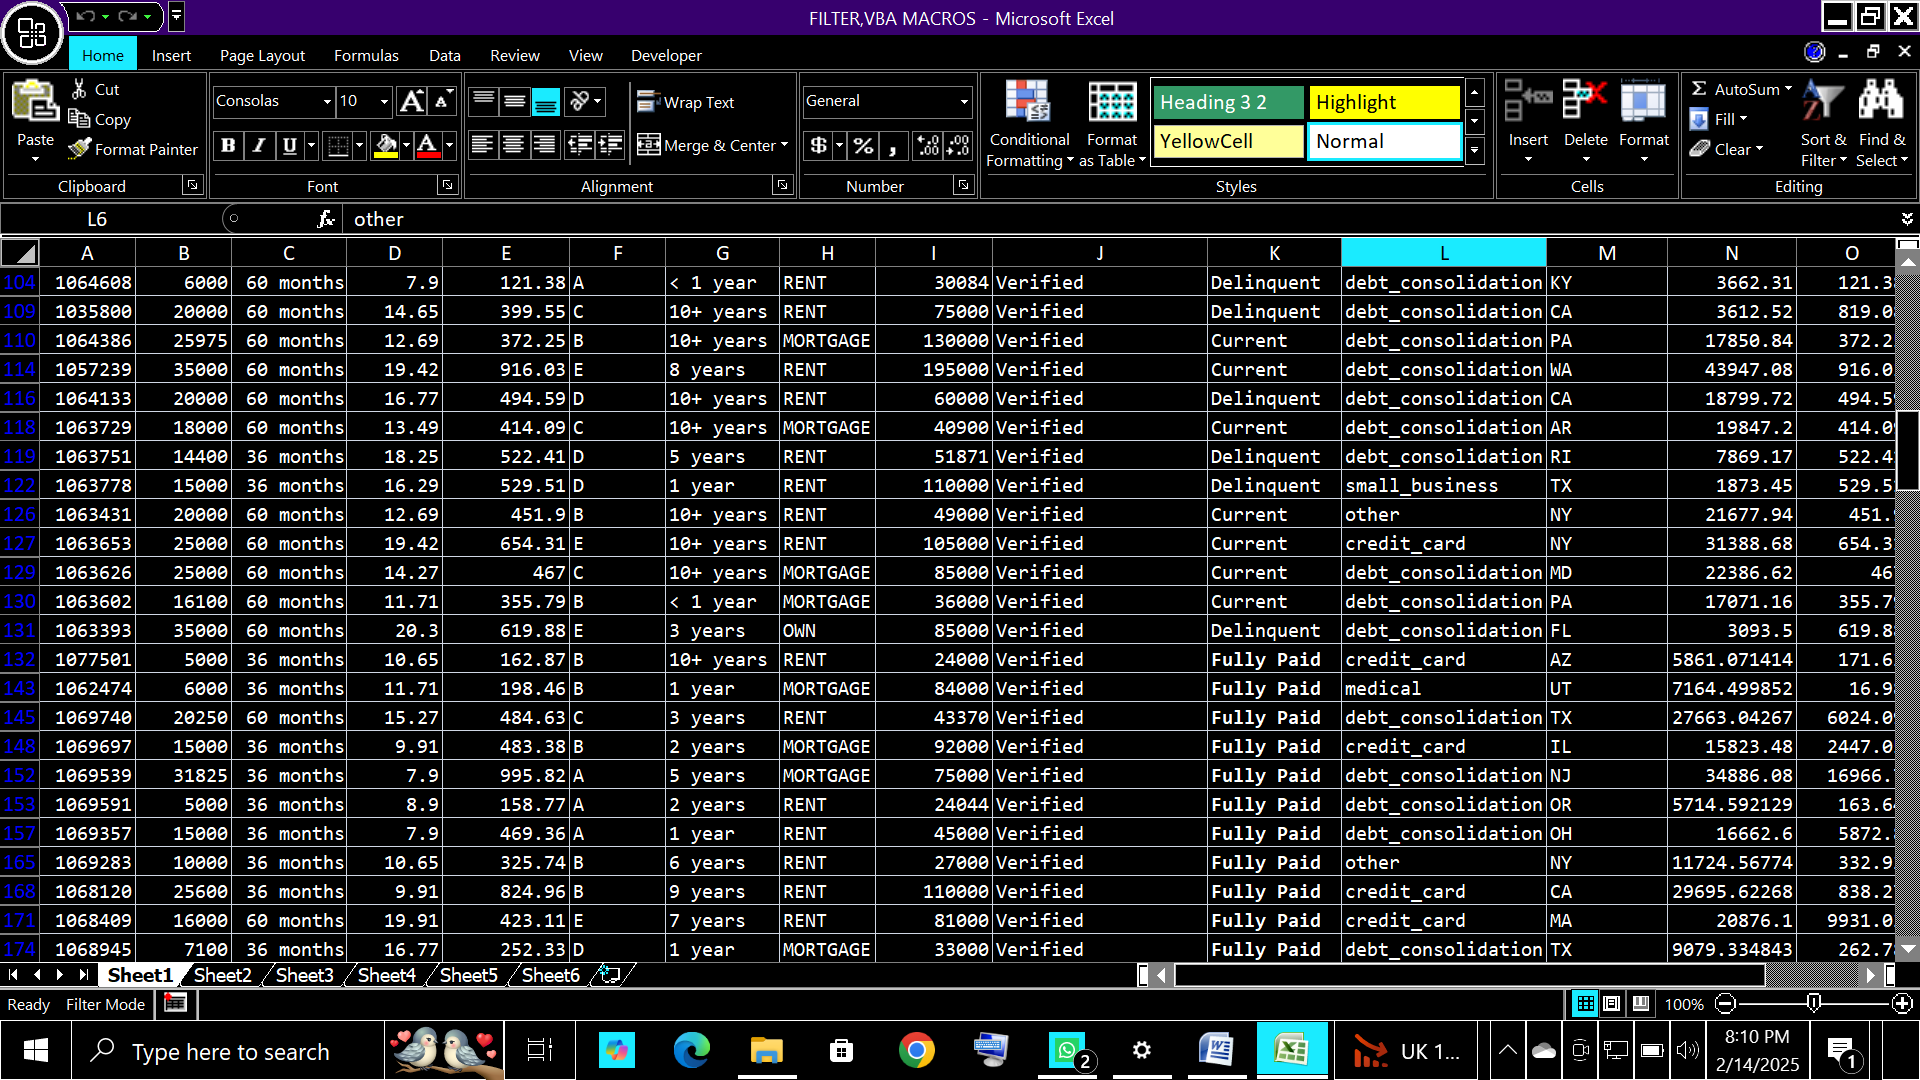 FILTER,VBA MACROS - Microsoft Excel
Home Insert Page Layout Formulas Data Review View Developer
Paste Cut Copy Format Painter
Clipboard
Consolas 10
B I U
Font
Wrap Text
Merge & Center
Alignment
General
$ % ,
Number
Conditional Formatting
Format as Table
Heading 3 2 Highlight
YellowCell Normal
Styles
Insert Delete Format
Cells
Σ AutoSum
Fill
Clear
Sort & Filter
Find & Select
Editing
L6 fx other
A B C D E F G H I J K L M N O
104 1064608 6000 60 months 7.9 121.38 A < 1 year RENT 30084 Verified Delinquent debt_consolidation KY 3662.31 121.3
109 1035800 20000 60 months 14.65 399.55 C 10+ years RENT 75000 Verified Delinquent debt_consolidation CA 3612.52 819.0
110 1064386 25975 60 months 12.69 372.25 B 10+ years MORTGAGE 130000 Verified Current debt_consolidation PA 17850.84 372.2
114 1057239 35000 60 months 19.42 916.03 E 8 years RENT 195000 Verified Current debt_consolidation WA 43947.08 916.0
116 1064133 20000 60 months 16.77 494.59 D 10+ years RENT 60000 Verified Delinquent debt_consolidation CA 18799.72 494.5
118 1063729 18000 60 months 13.49 414.09 C 10+ years MORTGAGE 40900 Verified Current debt_consolidation AR 19847.2 414.0
119 1063751 14400 36 months 18.25 522.41 D 5 years RENT 51871 Verified Delinquent debt_consolidation RI 7869.17 522.4
122 1063778 15000 36 months 16.29 529.51 D 1 year RENT 110000 Verified Delinquent small_business TX 1873.45 529.5
126 1063431 20000 60 months 12.69 451.9 B 10+ years RENT 49000 Verified Current other NY 21677.94 451.
127 1063653 25000 60 months 19.42 654.31 E 10+ years RENT 105000 Verified Current credit_card NY 31388.68 654.3
129 1063626 25000 60 months 14.27 467 C 10+ years MORTGAGE 85000 Verified Current debt_consolidation MD 22386.62 46
130 1063602 16100 60 months 11.71 355.79 B < 1 year MORTGAGE 36000 Verified Current debt_consolidation PA 17071.16 355.7
131 1063393 35000 60 months 20.3 619.88 E 3 years OWN 85000 Verified Delinquent debt_consolidation FL 3093.5 619.8
132 1077501 5000 36 months 10.65 162.87 B 10+ years RENT 24000 Verified Fully Paid credit_card AZ 5861.071414 171.6
143 1062474 6000 36 months 11.71 198.46 B 1 year MORTGAGE 84000 Verified Fully Paid medical UT 7164.499852 16.9
145 1069740 20250 60 months 15.27 484.63 C 3 years RENT 43370 Verified Fully Paid debt_consolidation TX 27663.04267 6024.0
148 1069697 15000 36 months 9.91 483.38 B 2 years MORTGAGE 92000 Verified Fully Paid credit_card IL 15823.48 2447.0
152 1069539 31825 36 months 7.9 995.82 A 5 years MORTGAGE 75000 Verified Fully Paid debt_consolidation NJ 34886.08 16966.
153 1069591 5000 36 months 8.9 158.77 A 2 years RENT 24044 Verified Fully Paid debt_consolidation OR 5714.592129 163.6
157 1069357 15000 36 months 7.9 469.36 A 1 year RENT 45000 Verified Fully Paid debt_consolidation OH 16662.6 5872.
165 1069283 10000 36 months 10.65 325.74 B 6 years RENT 27000 Verified Fully Paid other NY 11724.56774 332.9
168 1068120 25600 36 months 9.91 824.96 B 9 years RENT 110000 Verified Fully Paid credit_card CA 29695.62268 838.2
171 1068409 16000 60 months 19.91 423.11 E 7 years RENT 81000 Verified Fully Paid credit_card MA 20876.1 9931.0
174 1068945 7100 36 months 16.77 252.33 D 1 year MORTGAGE 33000 Verified Fully Paid debt_consolidation TX 9079.334843 262.7
Sheet1 Sheet2 Sheet3 Sheet4 Sheet5 Sheet6
Ready Filter Mode 100%
Type here to search 2 UK 1... 8:10 PM
2/14/2025 1